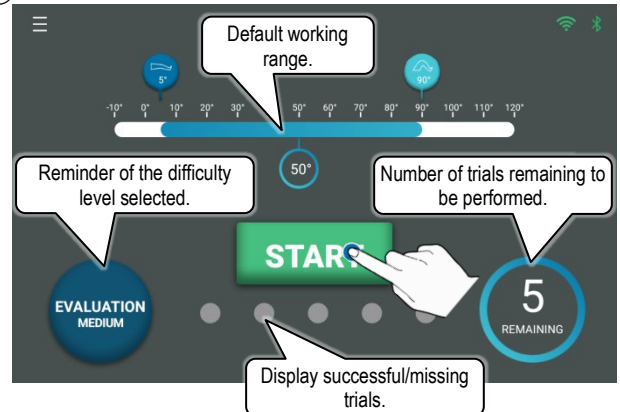 Default working
range.
5°
90°
-10° 0° 10° 20° 30° 50° 60° 70° 80° 90° 100° 110° 120°
50°
Reminder of the difficulty
level selected.
Number of trials remaining to
be performed.
START
EVALUATION
MEDIUM
5
REMAINING
Display successful/missing
trials.